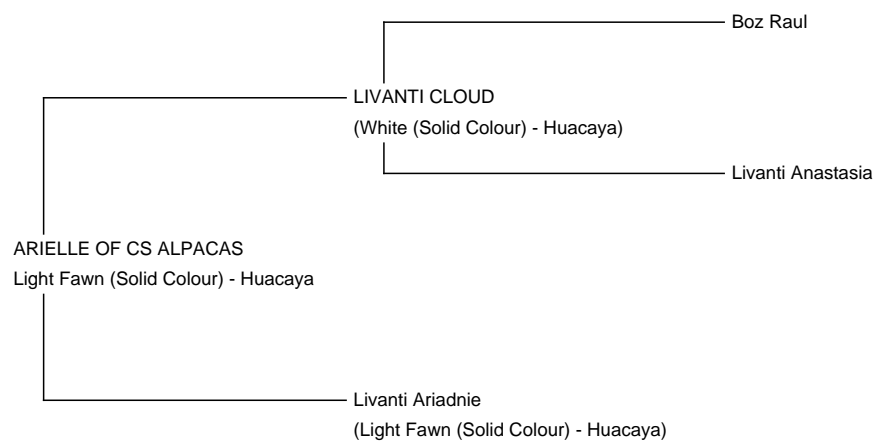 Boz Raul
LIVANTI CLOUD
(White (Solid Colour) - Huacaya)
Livanti Anastasia
ARIELLE OF CS ALPACAS
Light Fawn (Solid Colour) - Huacaya
Livanti Ariadnie
(Light Fawn (Solid Colour) - Huacaya)